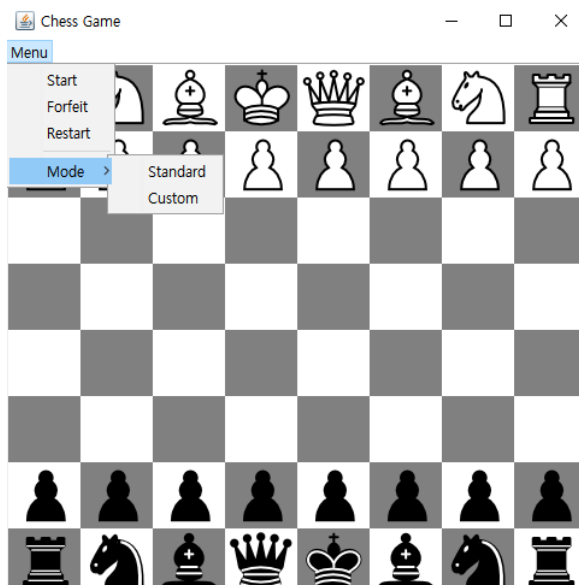 Chess Game
Menu
Start
Forfeit
Restart
Mode
Standard
Custom